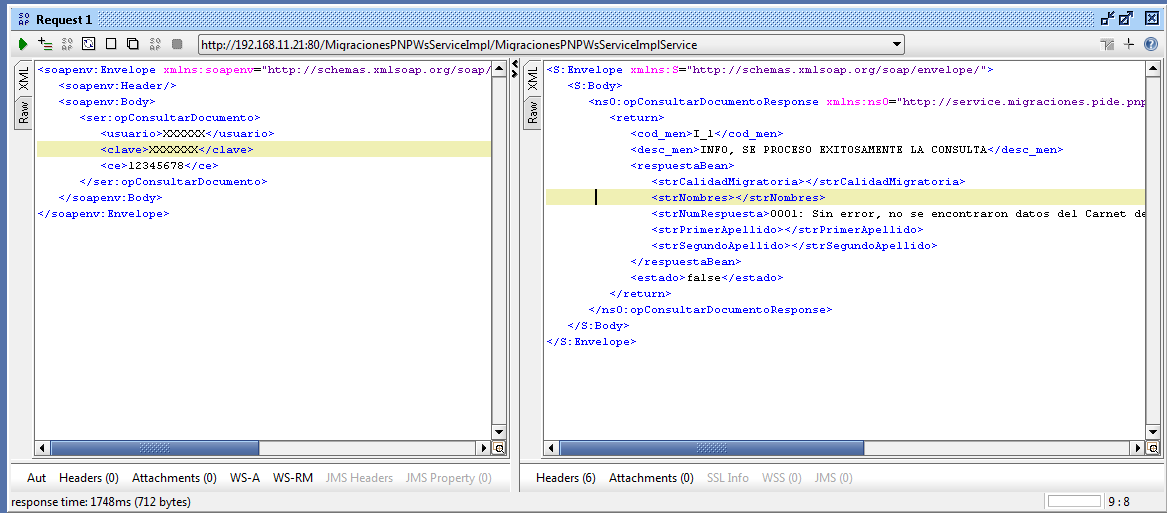 SO AP Request 1
http://192.168.11.21:80/MigracionesPNPWsServiceImpl/MigracionesPNPWsServiceImplService
XML
Raw
<soapenv:Envelope xmlns:soapenv="http://schemas.xmlsoap.org/soap/
<soapenv:Header/>
<soapenv:Body>
<ser:opConsultarDocumento>
<usuario>XXXXXX</usuario>
<clave>XXXXXXX</clave>
<ce>12345678</ce>
</ser:opConsultarDocumento>
</soapenv:Body>
</soapenv:Envelope>
XML
Raw
<S:Envelope xmlns:S="http://schemas.xmlsoap.org/soap/envelope/">
<S:Body>
<ns0:opConsultarDocumentoResponse xmlns:ns0="http://service.migraciones.pide.pnp
<return>
<cod_men>I_1</cod_men>
<desc_men>INFO, SE PROCESO EXITOSAMENTE LA CONSULTA</desc_men>
<respuestaBean>
<strCalidadMigratoria></strCalidadMigratoria>
<strNombres></strNombres>
<strNumRespuesta>0001: Sin error, no se encontraron datos del Carnet de
<strPrimerApellido></strPrimerApellido>
<strSegundoApellido></strSegundoApellido>
</respuestaBean>
<estado>false</estado>
</return>
</ns0:opConsultarDocumentoResponse>
</S:Body>
</S:Envelope>
Aut Headers (0) Attachments (0) WS-A WS-RM JMS Headers JMS Property (0)
Headers (6) Attachments (0) SSL Info WSS (0) JMS (0)
response time: 1748ms (712 bytes)
9 : 8